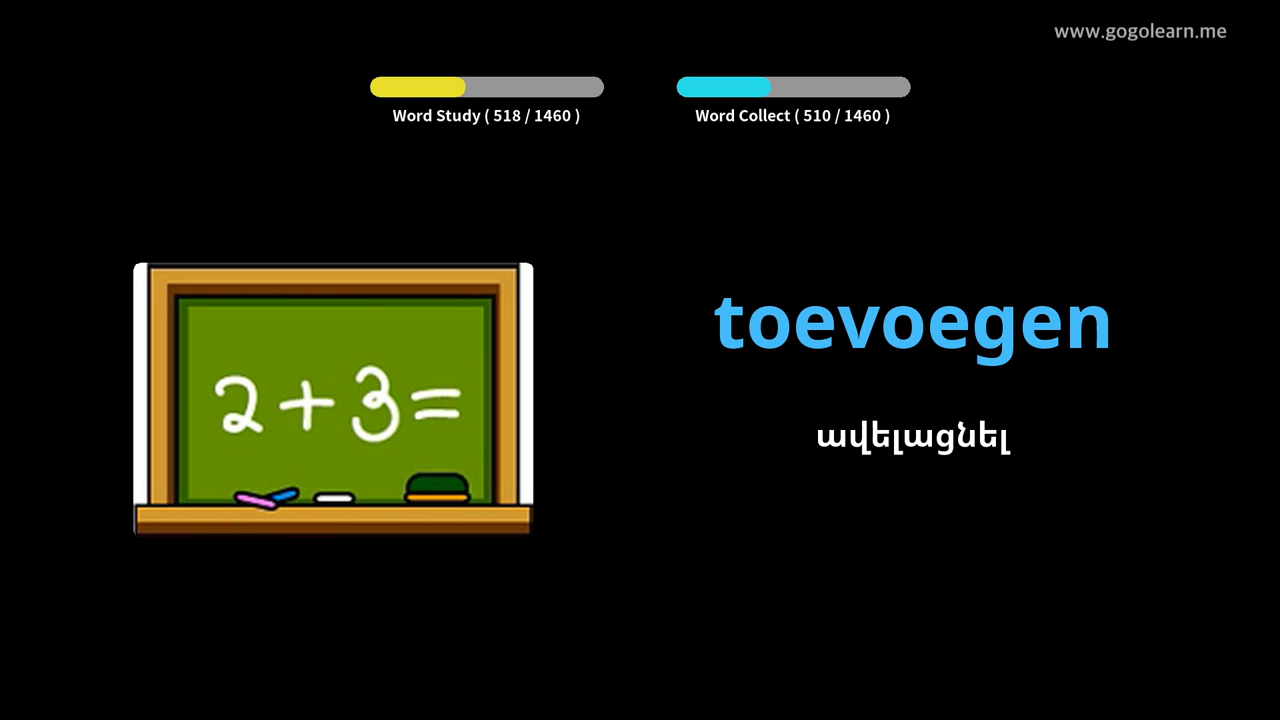 www.gogolearn.me
Word Study ( 518 / 1460 )
Word Collect ( 510 / 1460 )
2+3=
toevoegen
ավելացնել